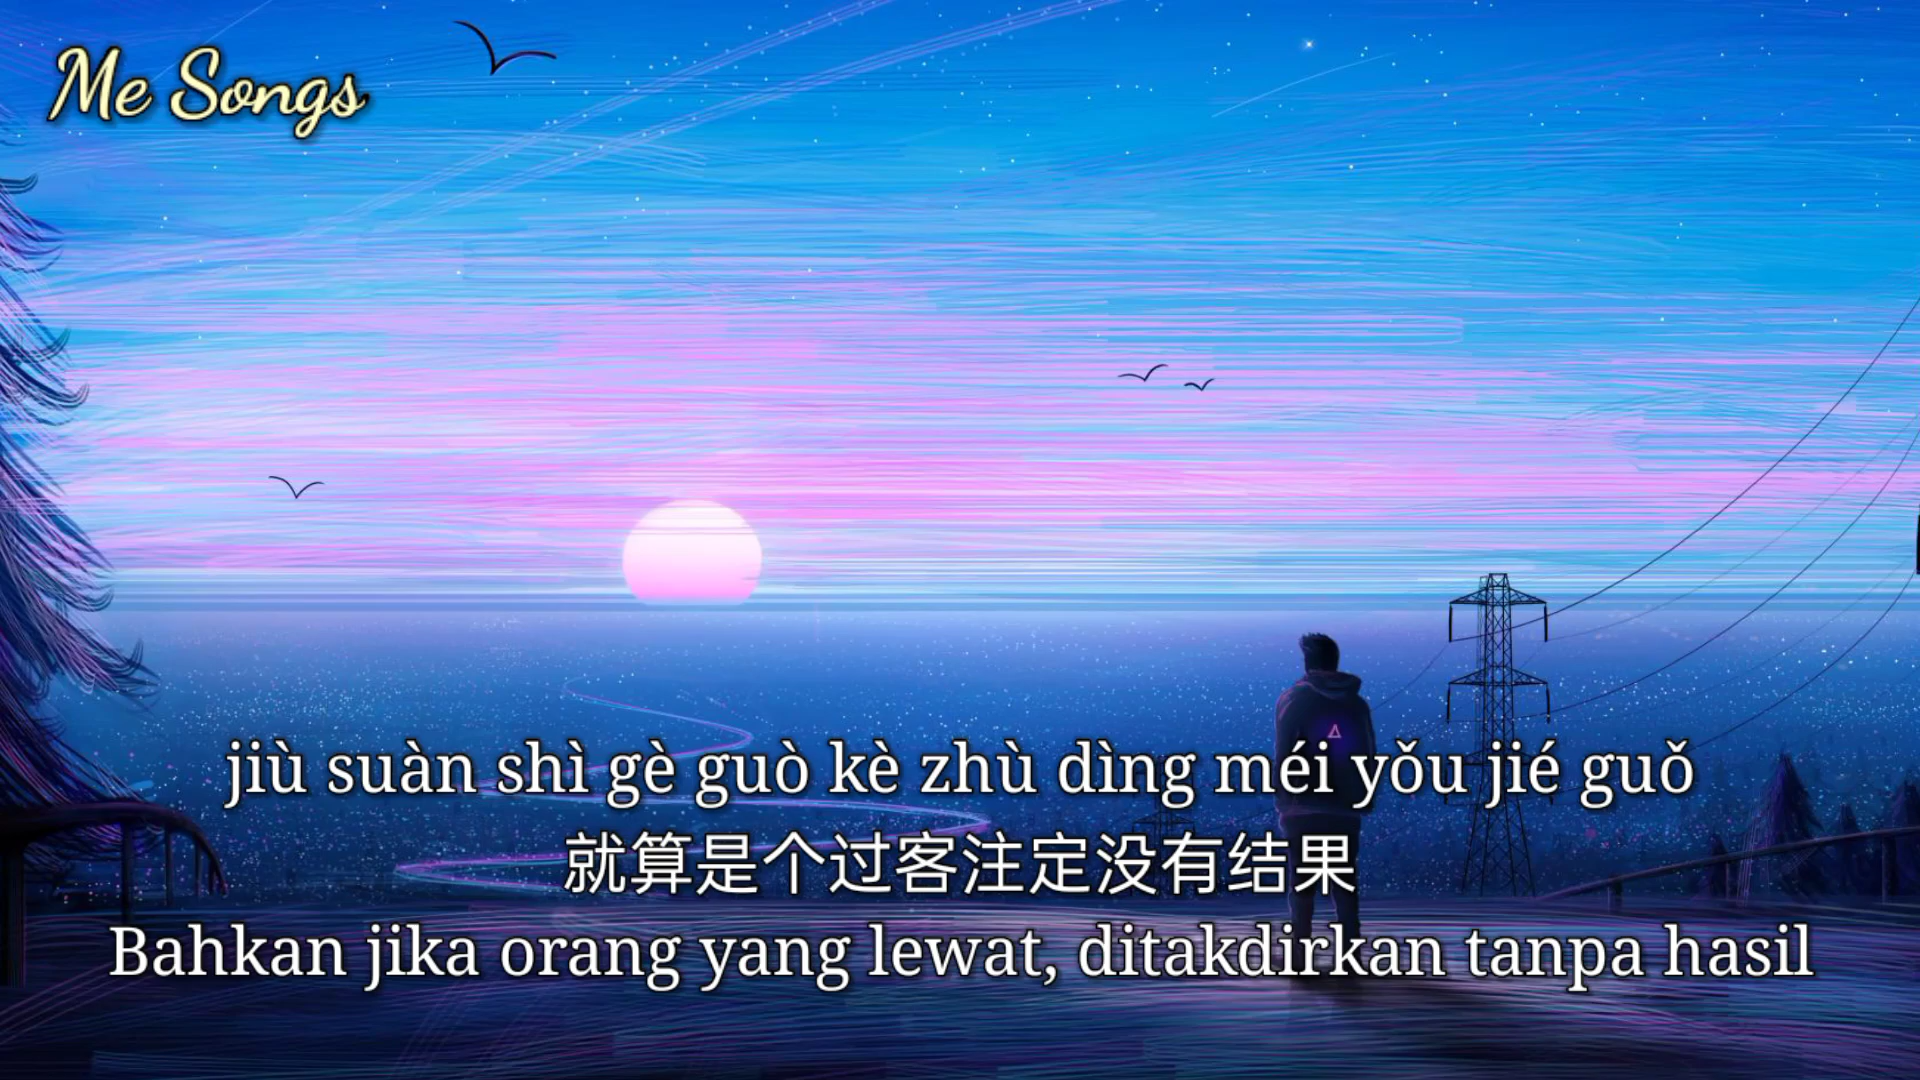 Me Songs
jiù suàn shì gè guò kè zhù dìng méi yǒu jié guǒ
就算是个过客注定没有结果
Bahkan jika orang yang lewat, ditakdirkan tanpa hasil